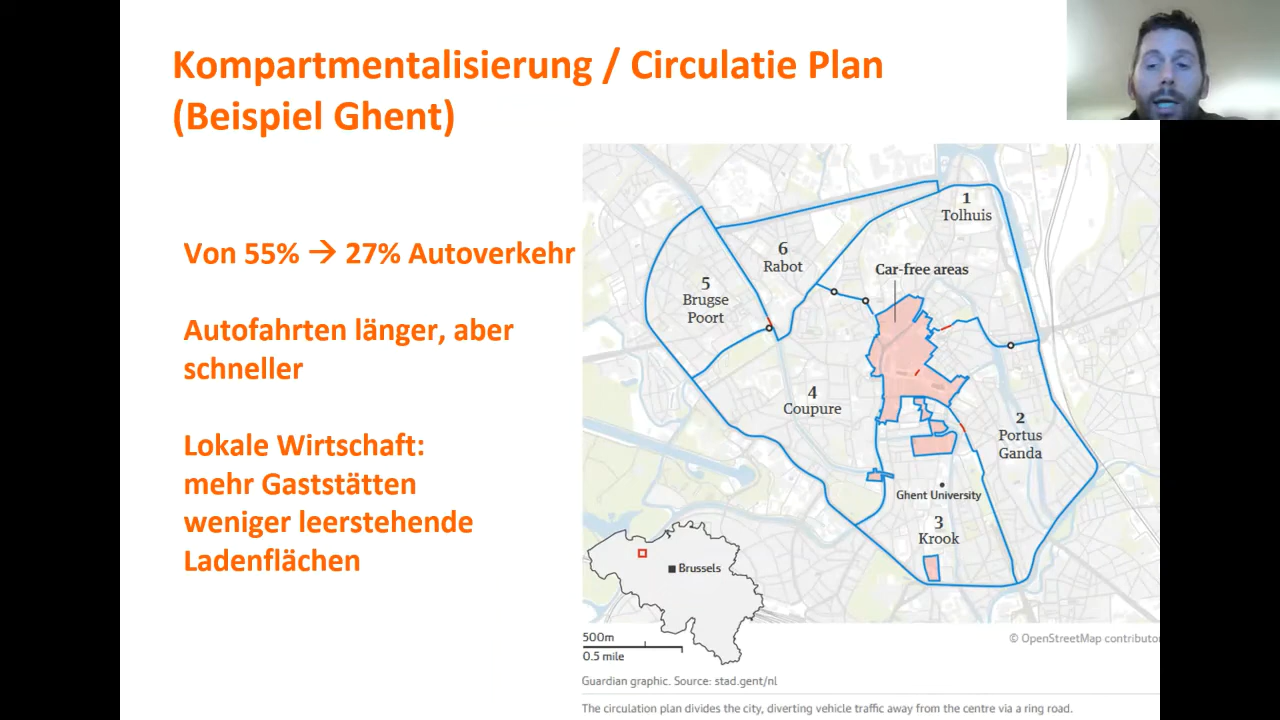 Kompartmentalisierung / Circulatie Plan
(Beispiel Ghent)
Von 55% → 27% Autoverkehr
Autofahrten länger, aber
schneller
Lokale Wirtschaft:
mehr Gaststätten
weniger leerstehende
Ladenflächen
1
Tolhuis
6
Rabot
Car-free areas
5
Brugse
Poort
4
Coupure
2
Portus
Ganda
Ghent University
3
Krook
Brussels
500m
0.5 mile
© OpenStreetMap contributor
Guardian graphic. Source: stad.gent/nl
The circulation plan divides the city, diverting vehicle traffic away from the centre via a ring road.